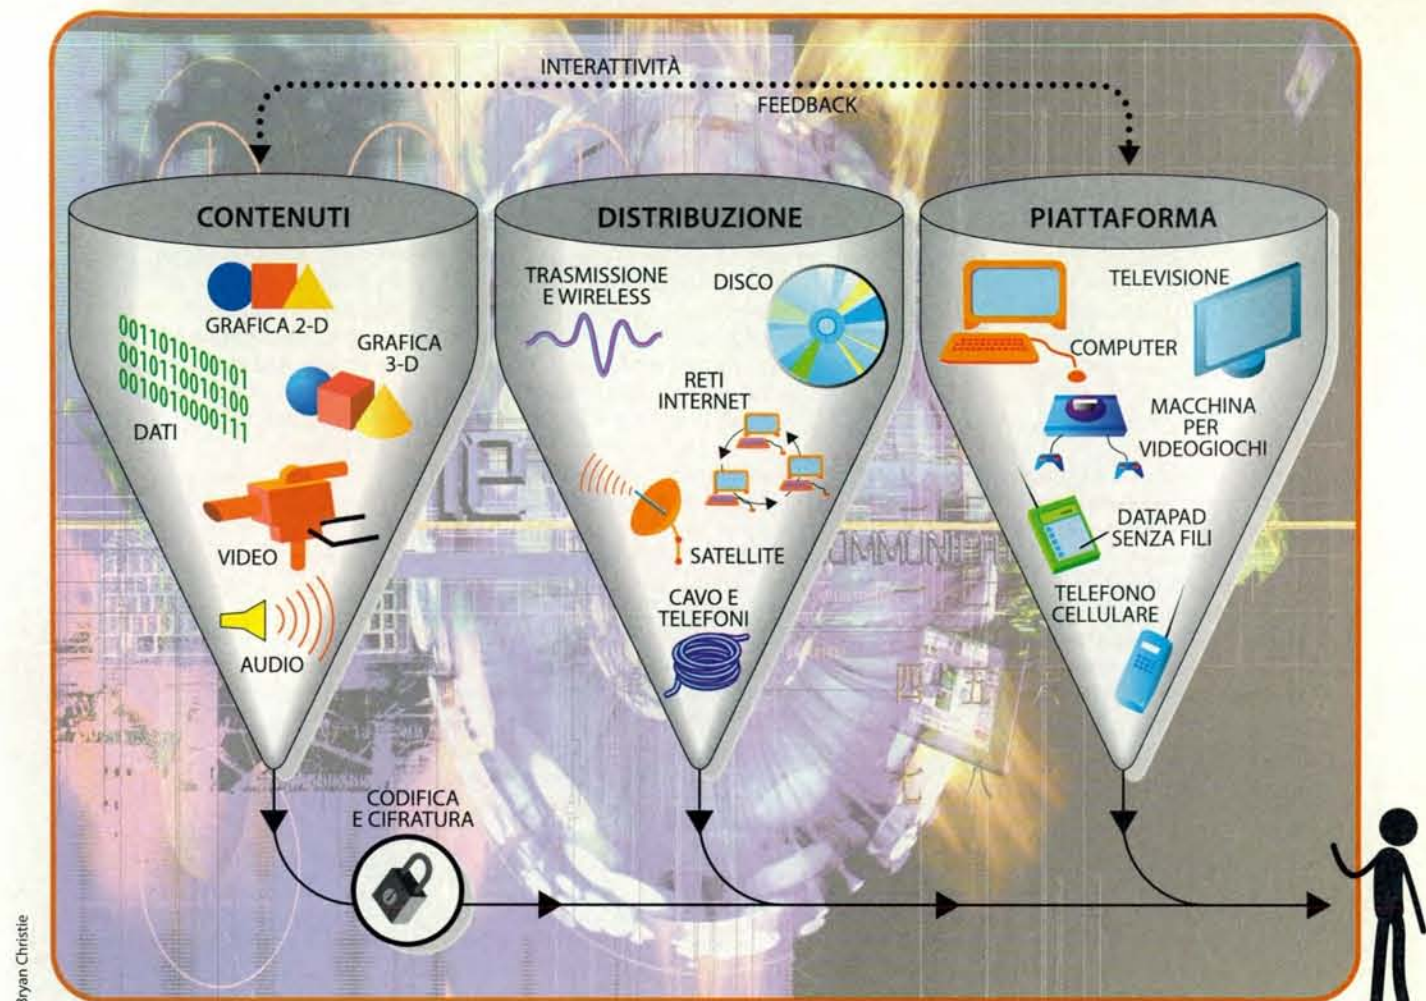 INTERATTIVITÀ
FEEDBACK
CONTENUTI
GRAFICA 2-D
0011010100101
0010110010100
0010010000111
DATI
GRAFICA
3-D
VIDEO
AUDIO
DISTRIBUZIONE
TRASMISSIONE
E WIRELESS
DISCO
RETI
INTERNET
SATELLITE
CAVO E
TELEFONI
PIATTAFORMA
TELEVISIONE
COMPUTER
MACCHINA
PER
VIDEOGIOCHI
DATAPAD
SENZA FILI
TELEFONO
CELLULARE
CODIFICA
E CIFRATURA
Bryan Christie